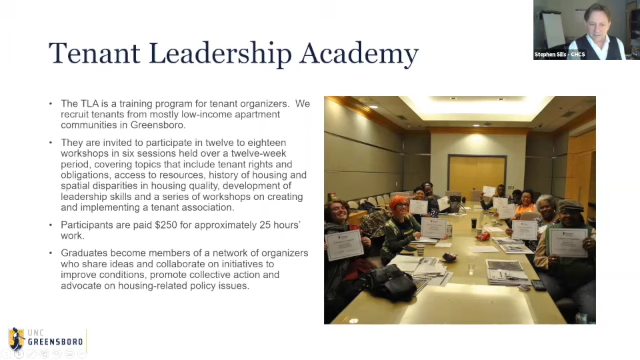 Tenant Leadership Academy
Stephen Sills - CHCS
• The TLA is a training program for tenant organizers. We
recruit tenants from mostly low-income apartment
communities in Greensboro.
• They are invited to participate in twelve to eighteen
workshops in six sessions held over a twelve-week
period, covering topics that include tenant rights and
obligations, access to resources, history of housing and
spatial disparities in housing quality, development of
leadership skills and a series of workshops on creating
and implementing a tenant association.
• Participants are paid $250 for approximately 25 hours'
work.
• Graduates become members of a network of organizers
who share ideas and collaborate on initiatives to
improve conditions, promote collective action and
advocate on housing-related policy issues.
UNC
GREENSBORO